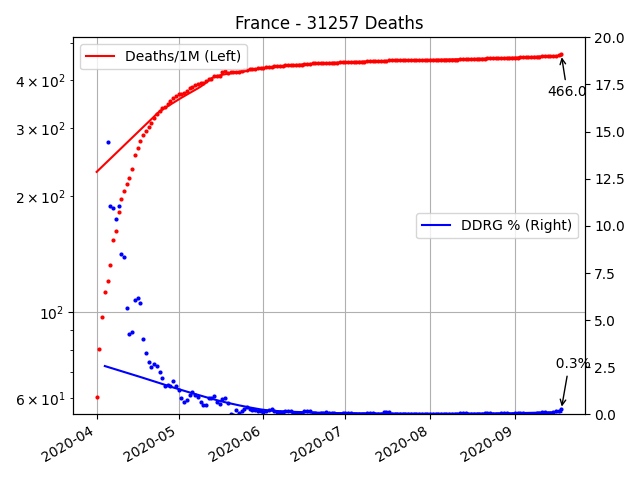 France - 31257 Deaths
Deaths/1M (Left)
DDRG % (Right)
466.0
0.3%
4 × 10²
3 × 10²
2 × 10²
10²
6 × 10¹
20.0
17.5
15.0
12.5
10.0
7.5
5.0
2.5
0.0
2020-04
2020-05
2020-06
2020-07
2020-08
2020-09